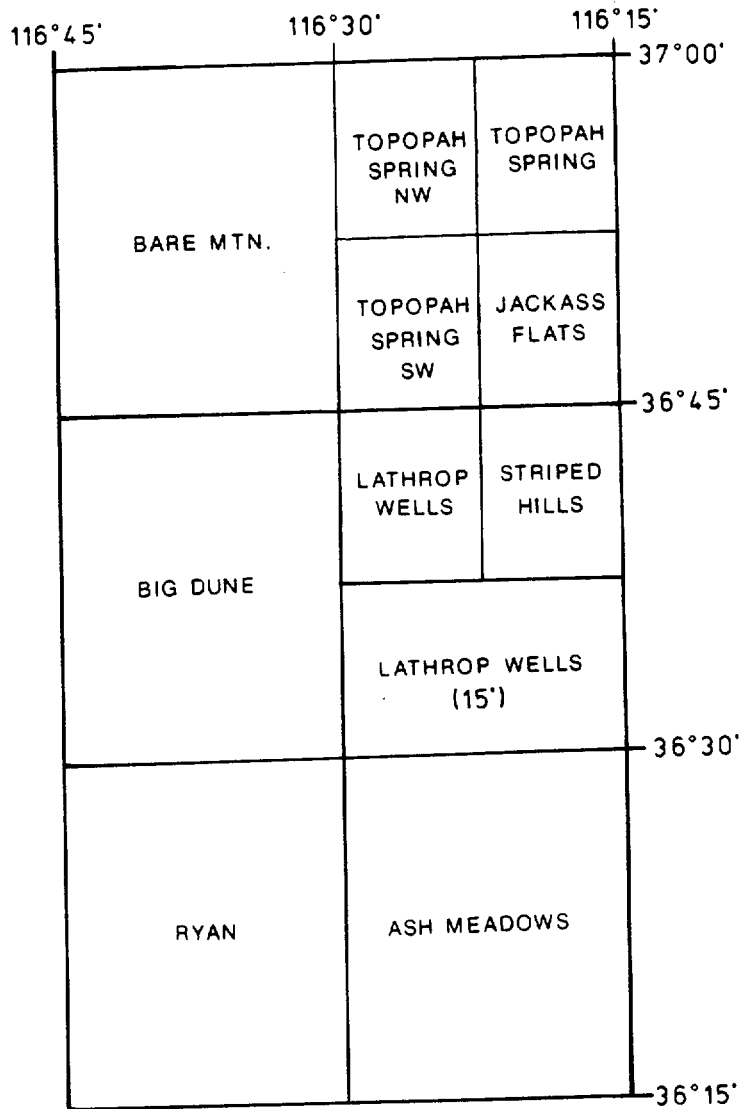 116°45'
116°30'
116°15'
37°00'
TOPOPAH
SPRING
NW
TOPOPAH
SPRING
BARE MTN.
TOPOPAH
SPRING
SW
JACKASS
FLATS
36°45'
LATHROP
WELLS
STRIPED
HILLS
BIG DUNE
LATHROP WELLS
(15')
36°30'
RYAN
ASH MEADOWS
36°15'